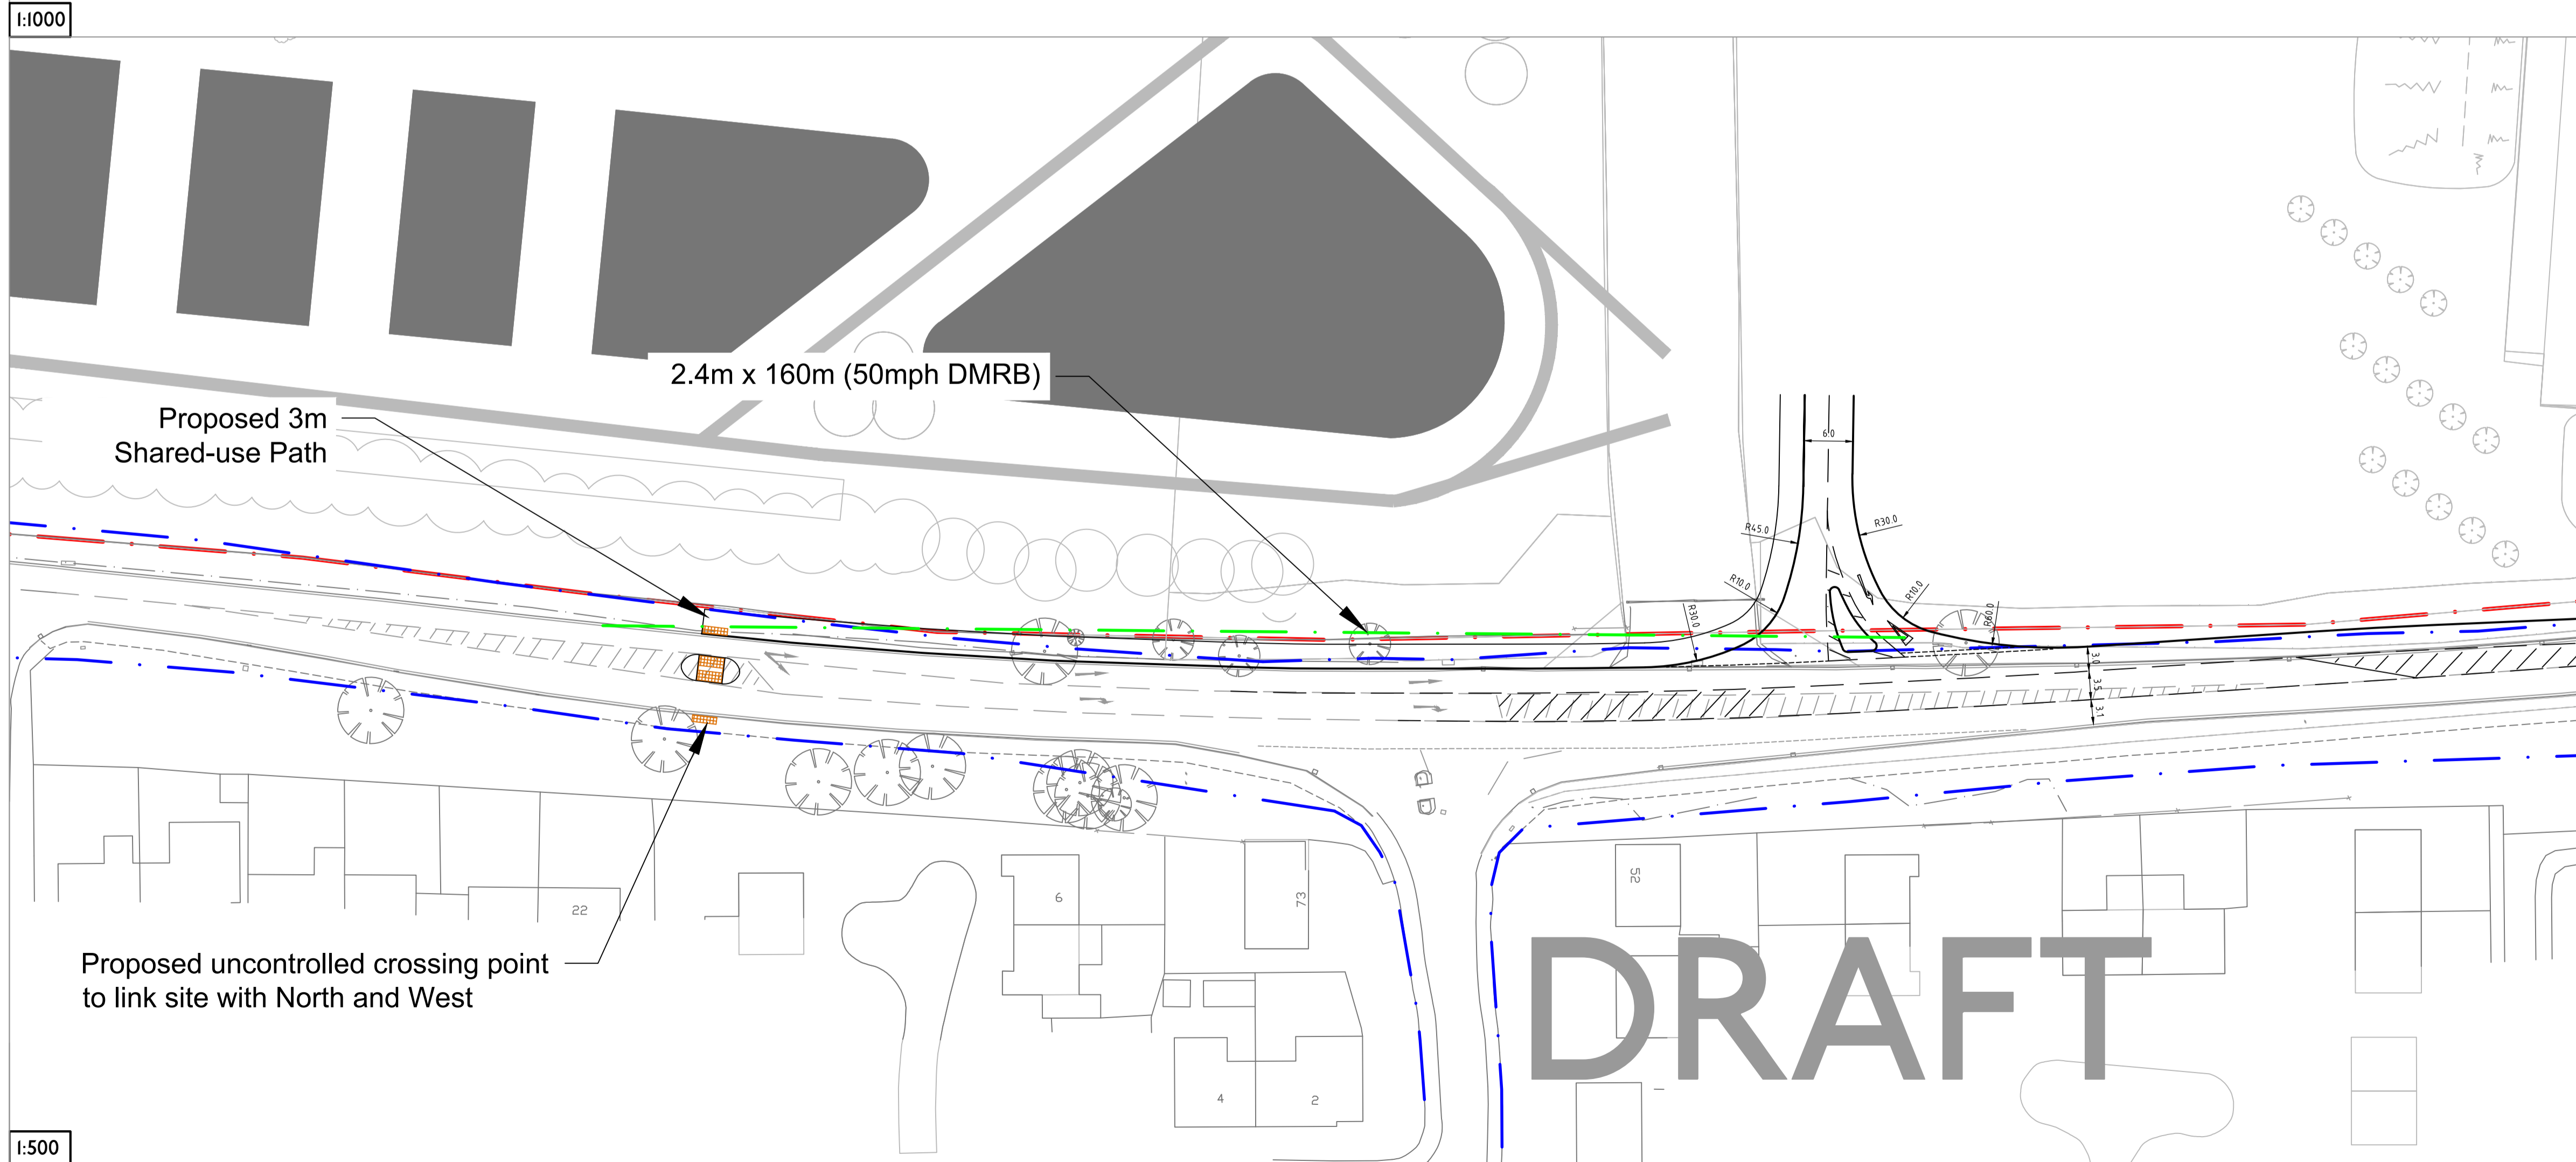 1:1000
2.4m x 160m (50mph DMRB)
Proposed 3m
Shared-use Path
6.0
R45.0
R30.0
R10.0
R10.0
R30.0
R60.0
3.0
3.5
3.1
22
6
73
52
Proposed uncontrolled crossing point
to link site with North and West
DRAFT
4
2
1:500